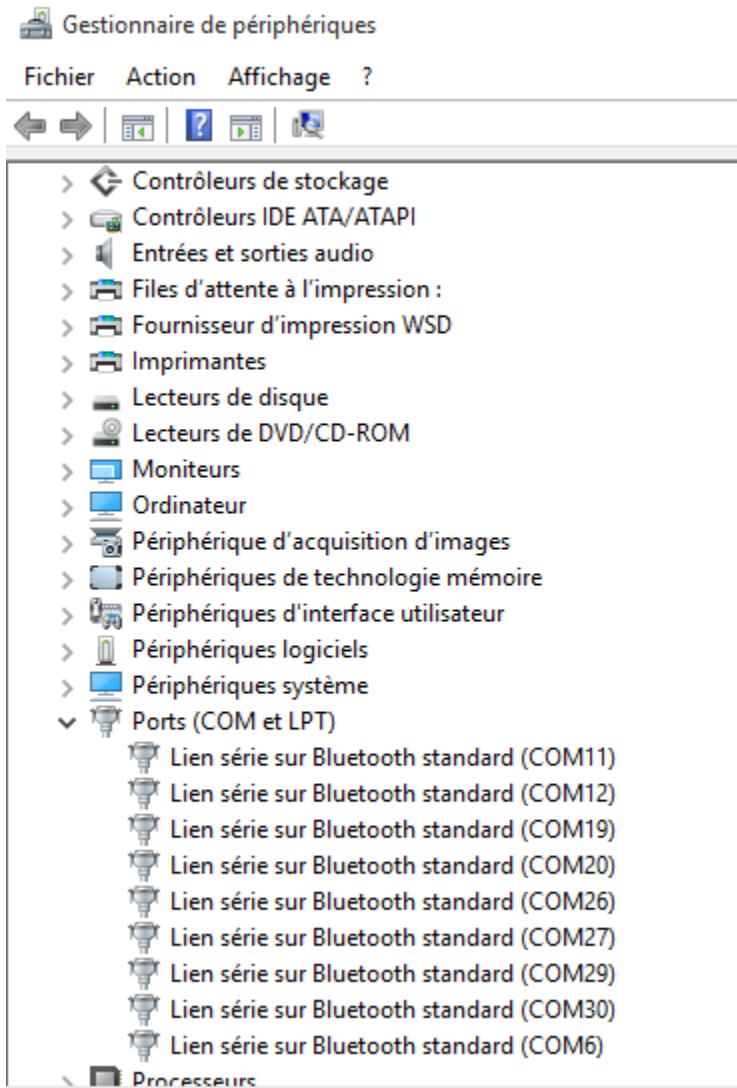 Gestionnaire de périphériques
Fichier Action Affichage ?
Contrôleurs de stockage
Contrôleurs IDE ATA/ATAPI
Entrées et sorties audio
Files d'attente à l'impression :
Fournisseur d'impression WSD
Imprimantes
Lecteurs de disque
Lecteurs de DVD/CD-ROM
Moniteurs
Ordinateur
Périphérique d'acquisition d'images
Périphériques de technologie mémoire
Périphériques d'interface utilisateur
Périphériques logiciels
Périphériques système
Ports (COM et LPT)
Lien série sur Bluetooth standard (COM11)
Lien série sur Bluetooth standard (COM12)
Lien série sur Bluetooth standard (COM19)
Lien série sur Bluetooth standard (COM20)
Lien série sur Bluetooth standard (COM26)
Lien série sur Bluetooth standard (COM27)
Lien série sur Bluetooth standard (COM29)
Lien série sur Bluetooth standard (COM30)
Lien série sur Bluetooth standard (COM6)
Processeurs